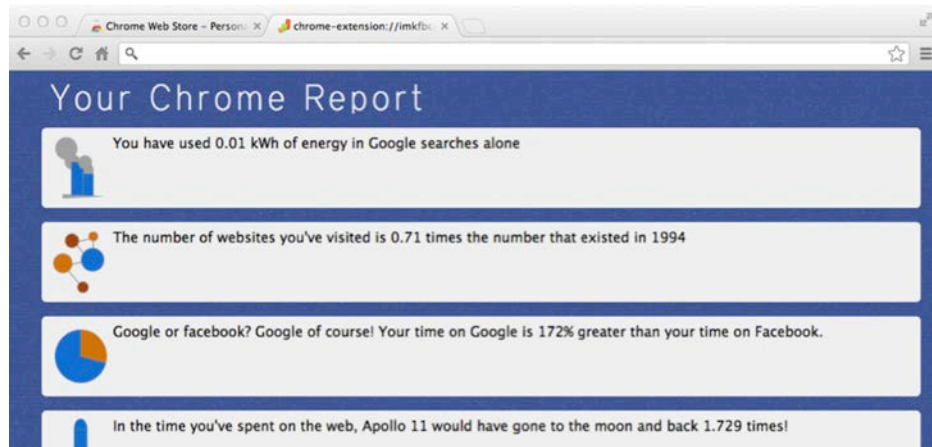 Chrome Web Store - Person
chrome-extension://imkfbc
Your Chrome Report
You have used 0.01 kWh of energy in Google searches alone
The number of websites you've visited is 0.71 times the number that existed in 1994
Google or facebook? Google of course! Your time on Google is 172% greater than your time on Facebook.
In the time you've spent on the web, Apollo 11 would have gone to the moon and back 1.729 times!